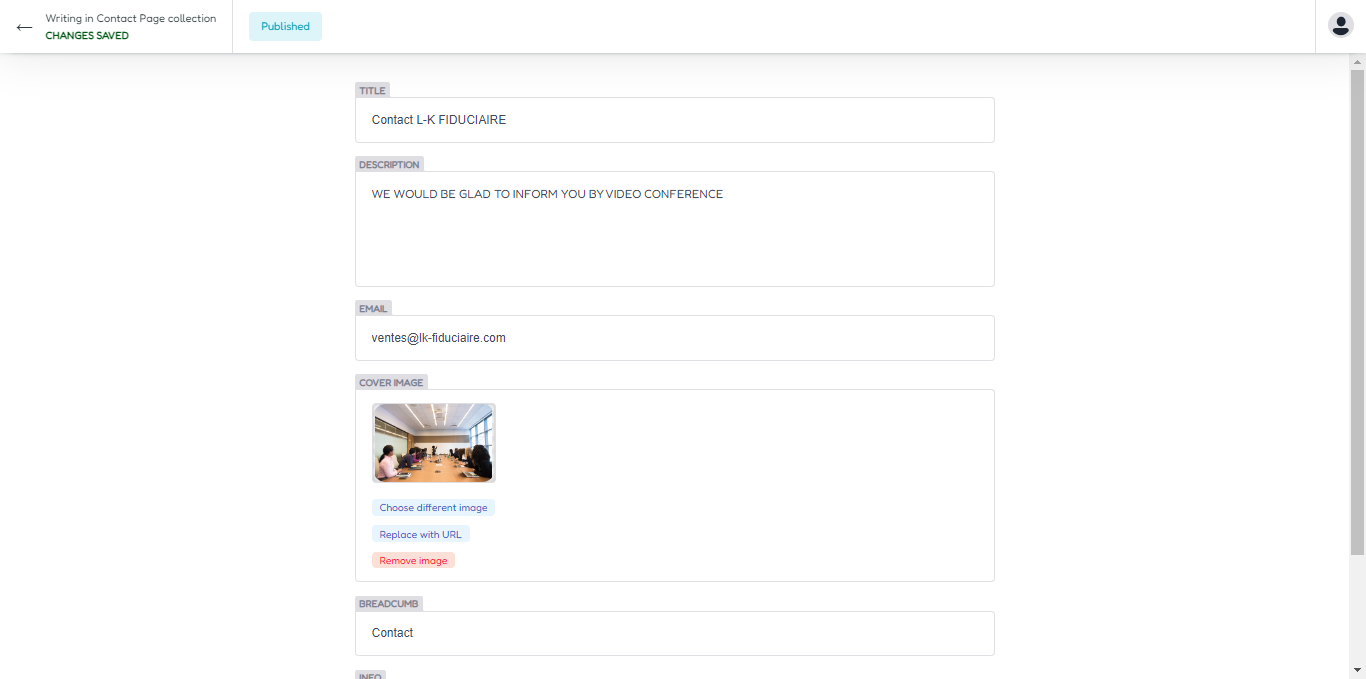 Writing in Contact Page collection
CHANGES SAVED
Published
TITLE
Contact L-K FIDUCIAIRE
DESCRIPTION
WE WOULD BE GLAD TO INFORM YOU BY VIDEO CONFERENCE
EMAIL
ventes@lk-fiduciaire.com
COVER IMAGE
Choose different image
Replace with URL
Remove image
BREADCUMB
Contact
INFO